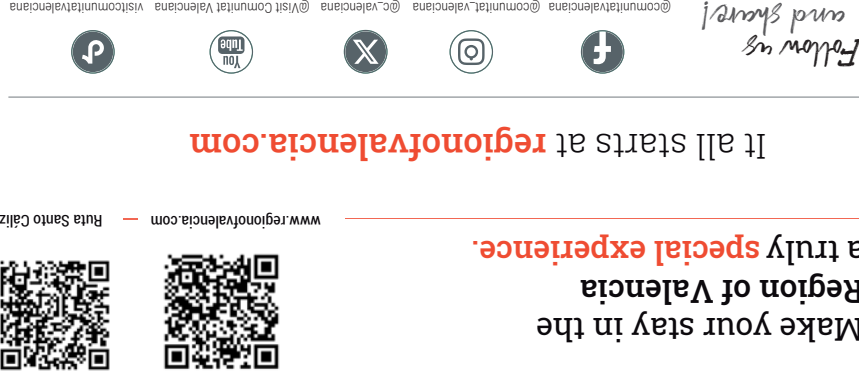 Make your stay in the
Region of Valencia
a truly special experience.
www.regionofvalencia.com — Ruta Santo Cáliz
It all starts at regionofvalencia.com
Follow us
and share!
@comunitatvalenciana @comunitat_valenciana @c_valenciana @Visit Comunitat Valenciana visitcomunitatvalenciana
You
Tube